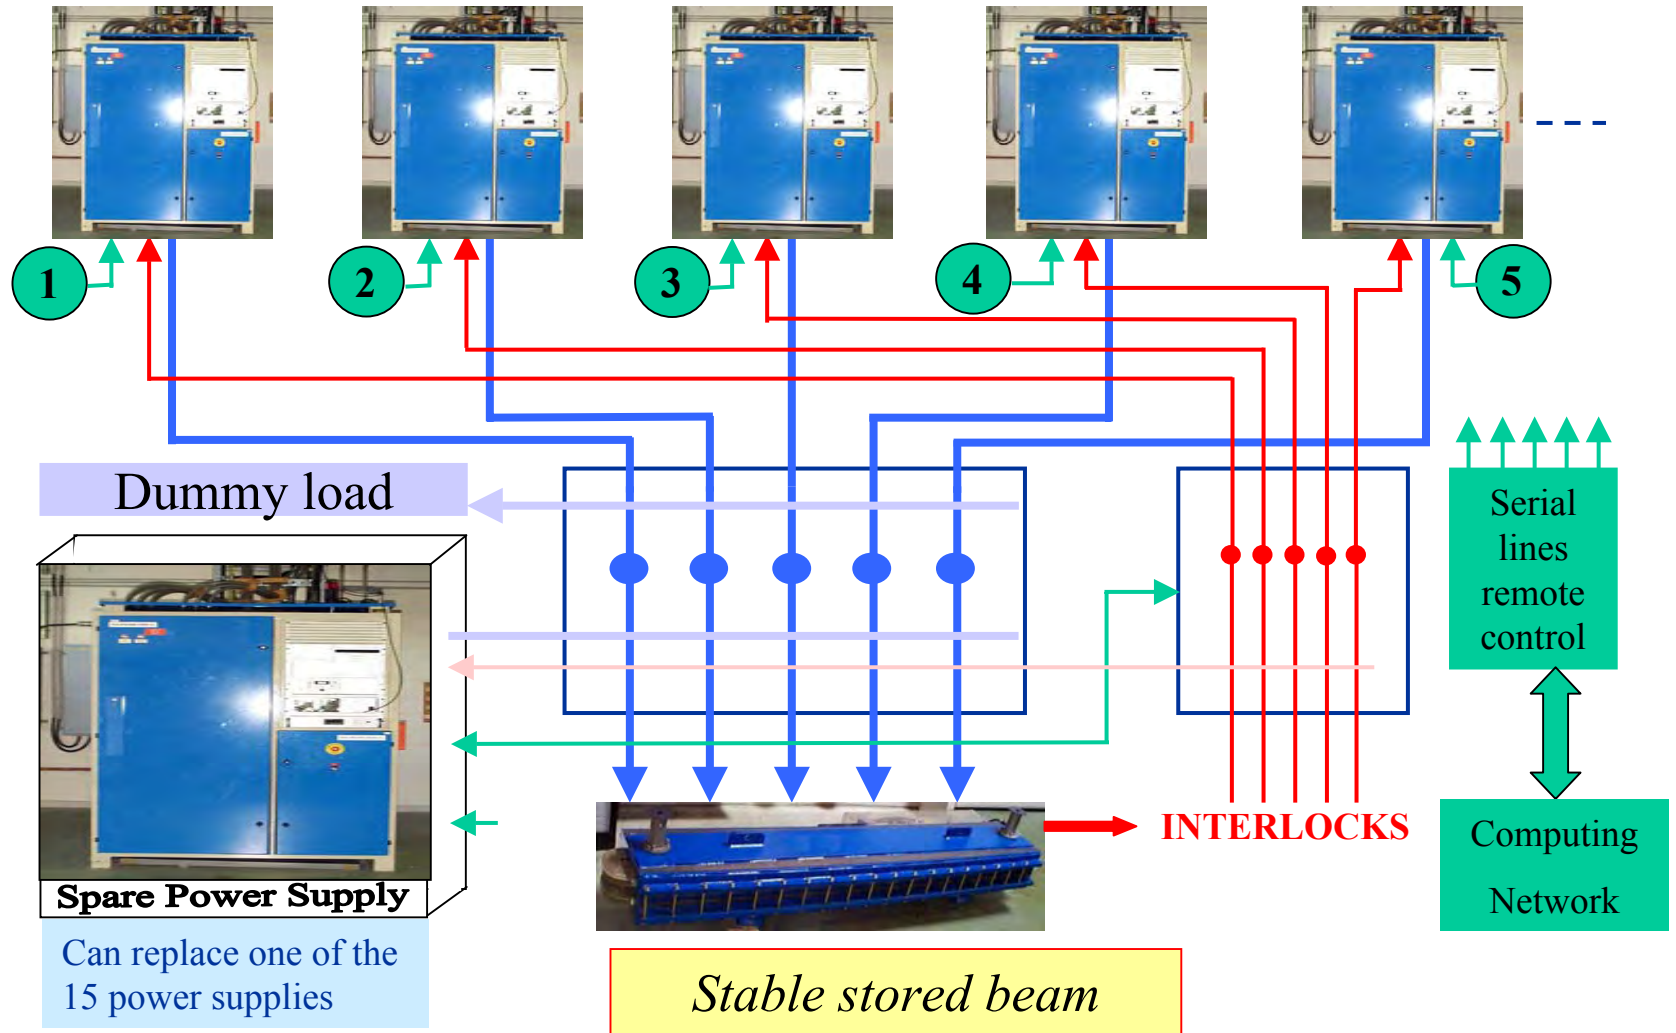 1
2
3
4
5
Dummy load
Serial
lines
remote
control
INTERLOCKS
Computing
Network
Spare Power Supply
Can replace one of the
15 power supplies
Stable stored beam